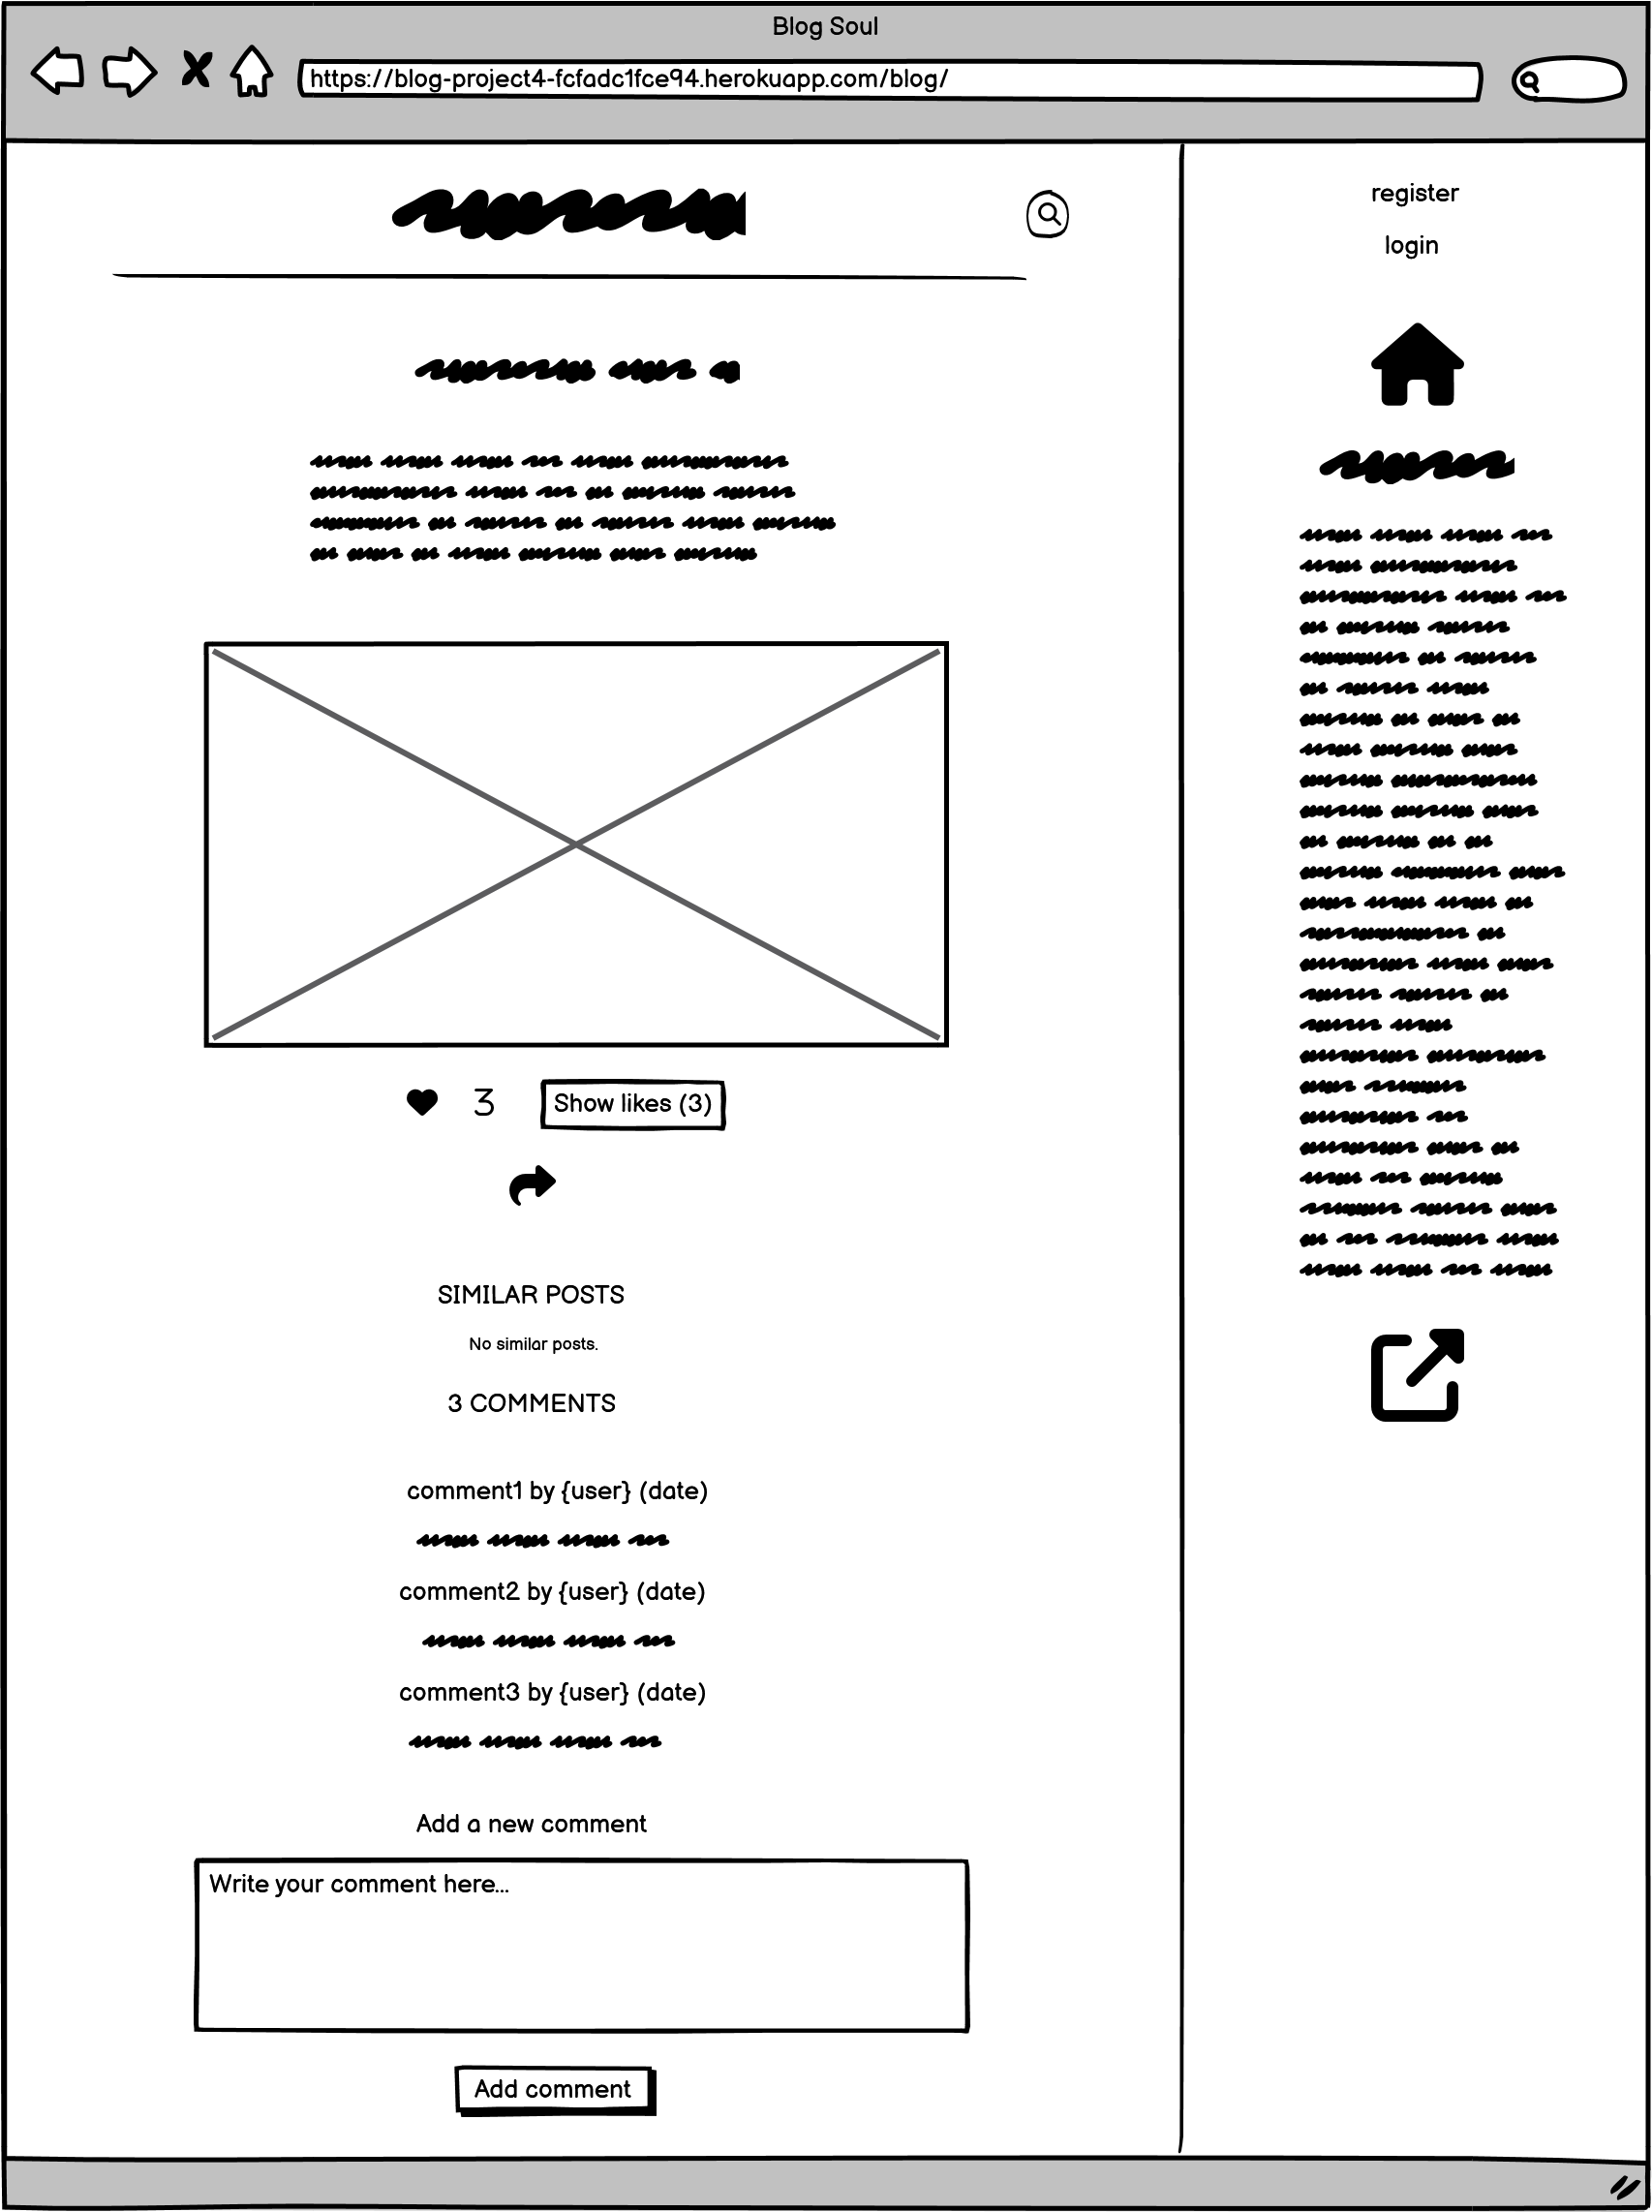 Blog Soul
https://blog-project4-fcfadc1fce94.herokuapp.com/blog/
register
login
3
Show likes (3)
SIMILAR POSTS
No similar posts.
3 COMMENTS
comment1 by {user} (date)
comment2 by {user} (date)
comment3 by {user} (date)
Add a new comment
Write your comment here...
Add comment